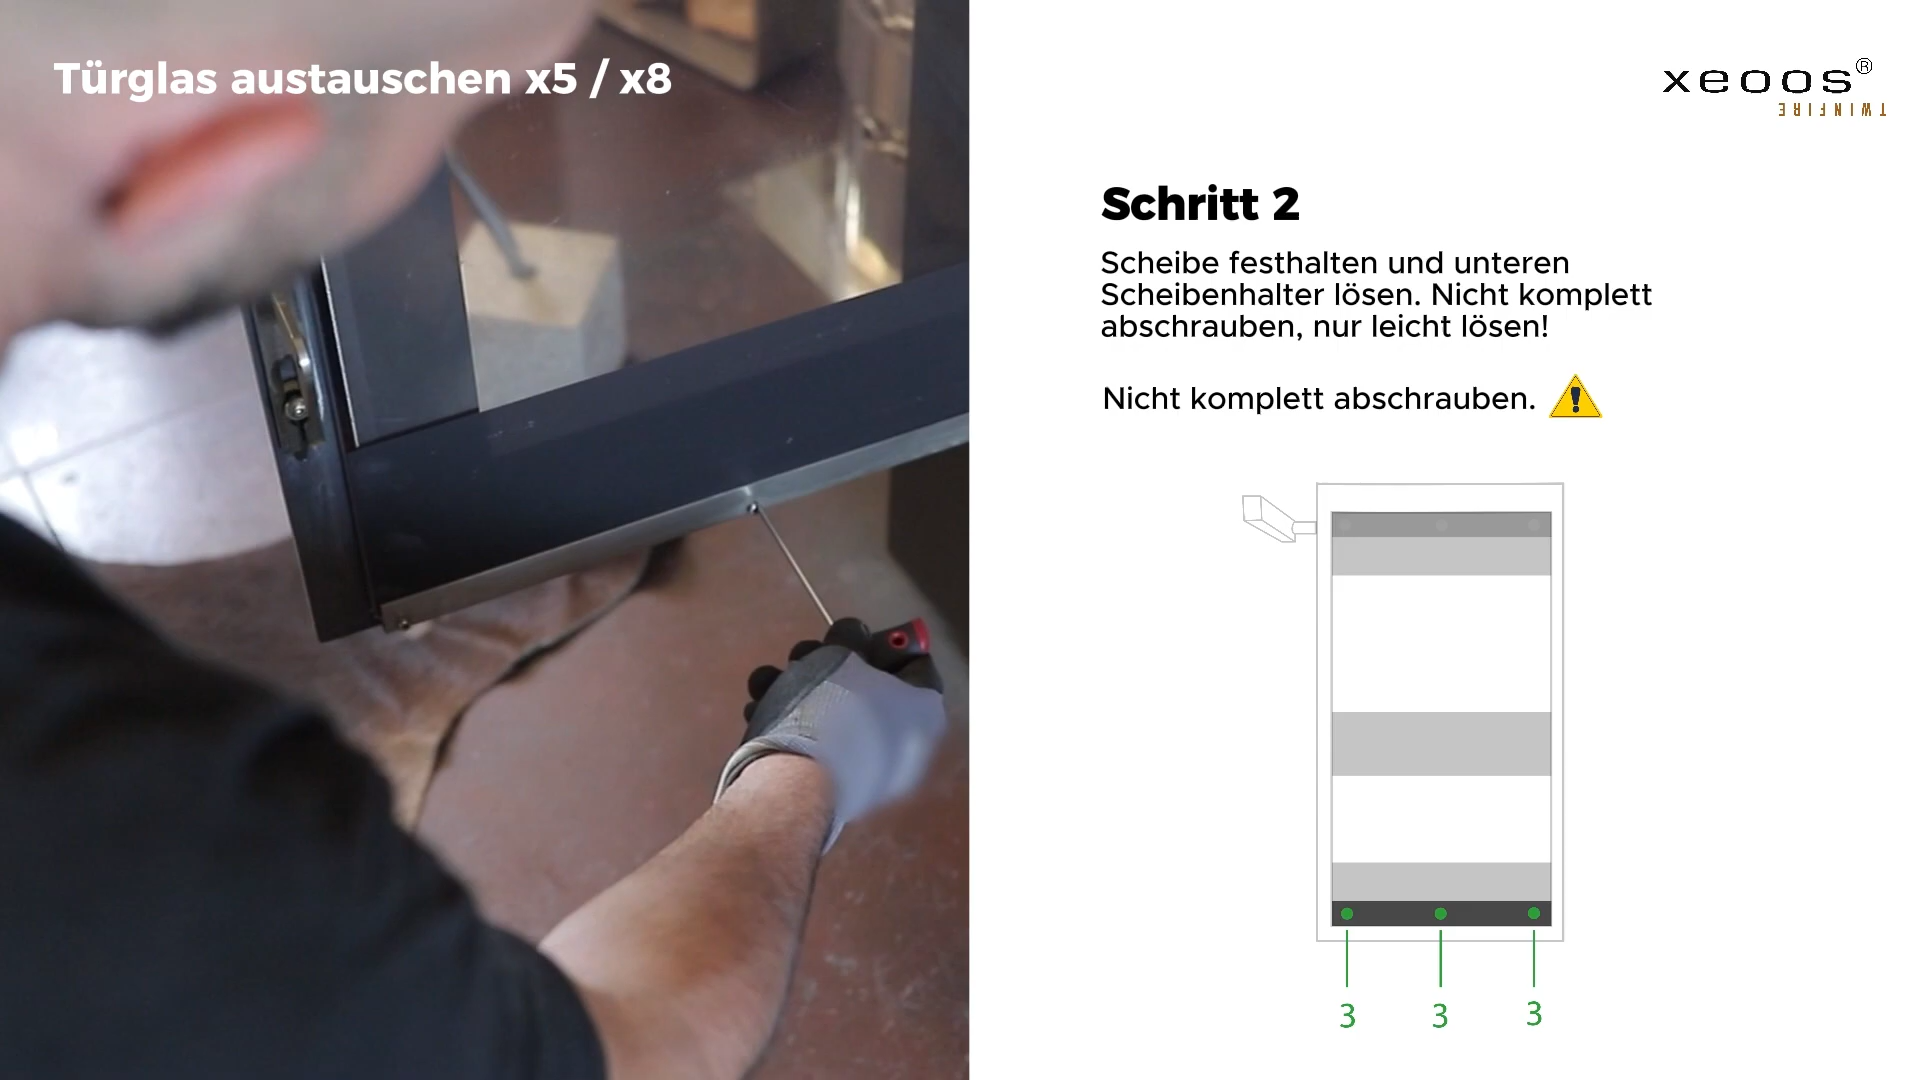 Türglas austauschen x5 / x8
xeoos®
TWINFIRE
Schritt 2
Scheibe festhalten und unteren
Scheibenhalter lösen. Nicht komplett
abschrauben, nur leicht lösen!
Nicht komplett abschrauben.
3 3 3